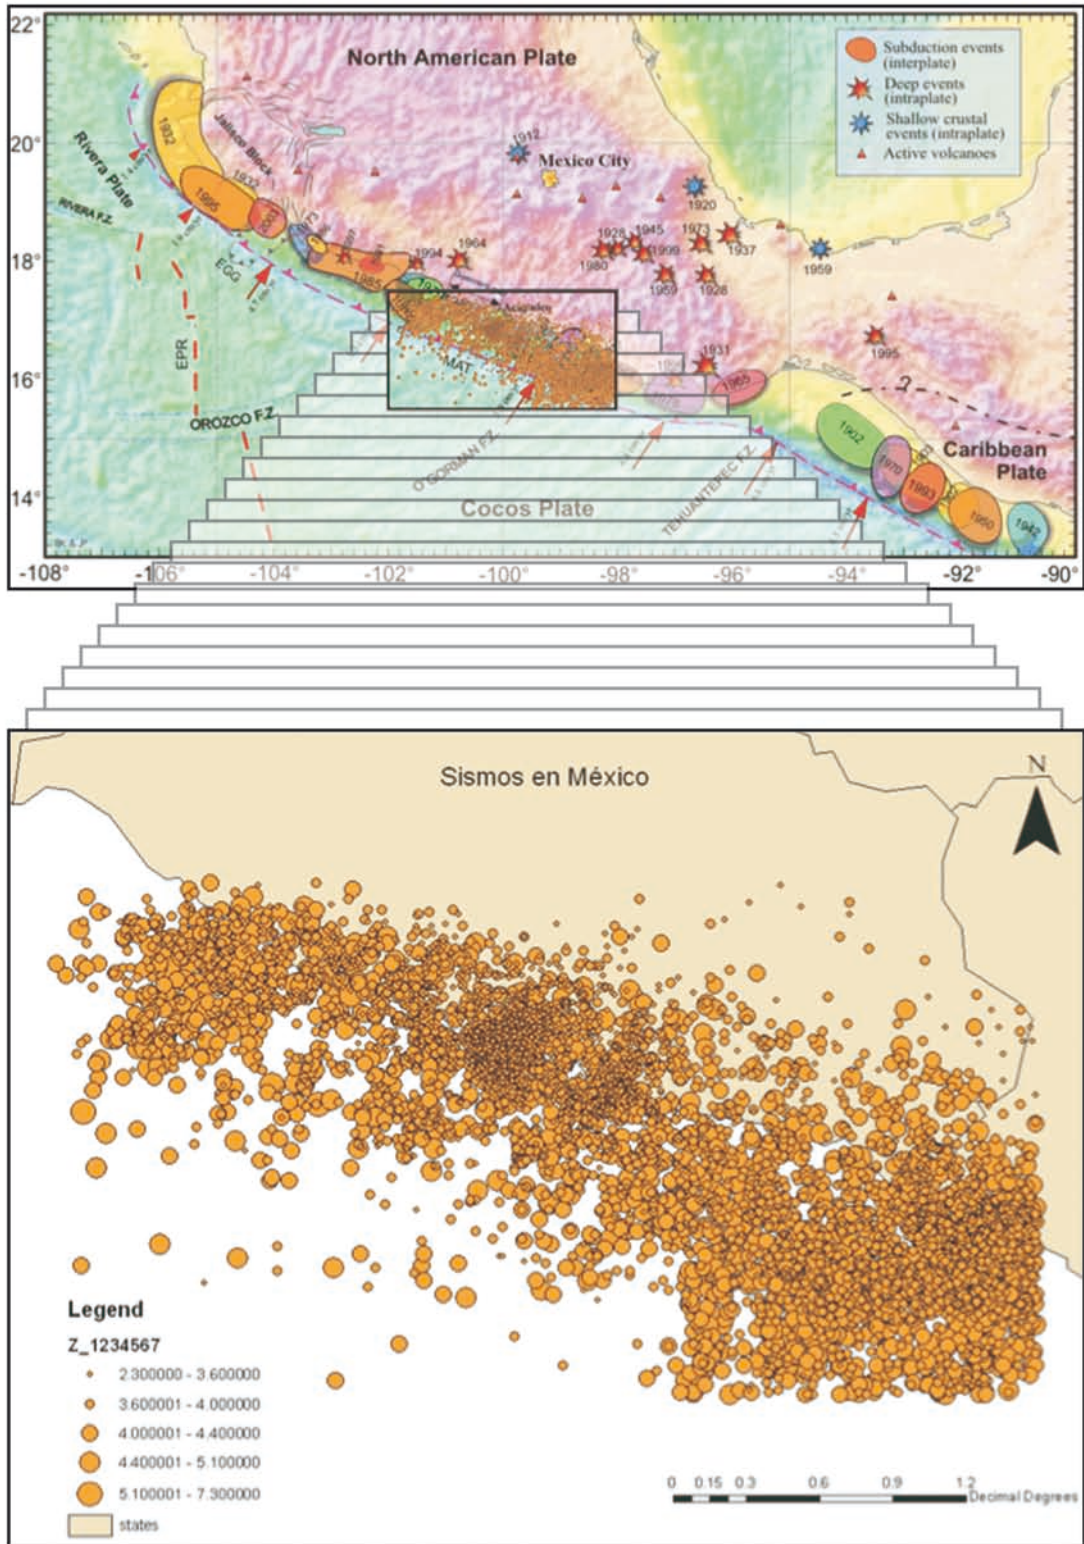 22°
20°
18°
16°
14°
-108°
-106°
-104°
-102°
-100°
-98°
-96°
-94°
-92°
-90°
North American Plate
Subduction events
(interplate)
Deep events
(intraplate)
Shallow crustal
events (intraplate)
Active volcanoes
Rivera Plate
Jalisco Block
1932
1932
1995
2003
RIVERA F.Z.
EGG
EPR
OROZCO F.Z.
1912
Mexico City
1920
1973
1937
1959
1928
1945
1980
1999
1959
1928
1994
1964
1985
1931
1965
1995
MAT
O'GORMAN F.Z.
TEHUANTEPEC F.Z.
Cocos Plate
Caribbean
Plate
?
1902
1970
1993
1950
1942
Sismos en México
N
Legend
Z_1234567
2.300000 - 3.600000
3.600001 - 4.000000
4.000001 - 4.400000
4.400001 - 5.100000
5.100001 - 7.300000
states
0 0.15 0.3 0.6 0.9 1.2
Decimal Degrees